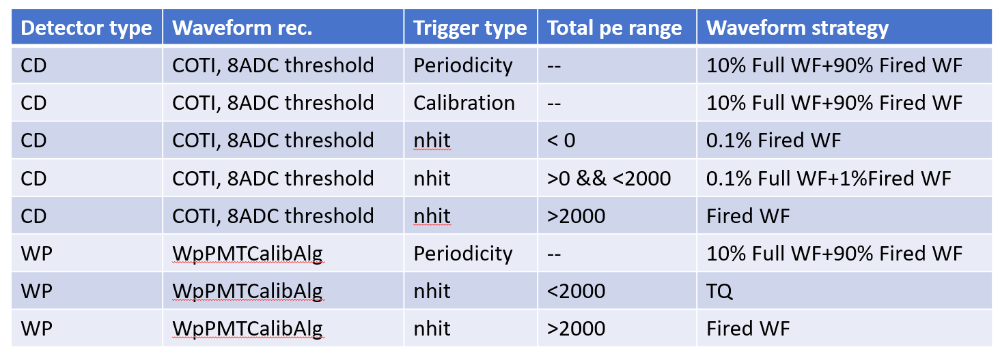 Detector type Waveform rec. Trigger type Total pe range Waveform strategy
CD COTI, 8ADC threshold Periodicity -- 10% Full WF+90% Fired WF
CD COTI, 8ADC threshold Calibration -- 10% Full WF+90% Fired WF
CD COTI, 8ADC threshold nhit < 0 0.1% Fired WF
CD COTI, 8ADC threshold nhit >0 && <2000 0.1% Full WF+1%Fired WF
CD COTI, 8ADC threshold nhit >2000 Fired WF
WP WpPMTCalibAlg Periodicity -- 10% Full WF+90% Fired WF
WP WpPMTCalibAlg nhit <2000 TQ
WP WpPMTCalibAlg nhit >2000 Fired WF